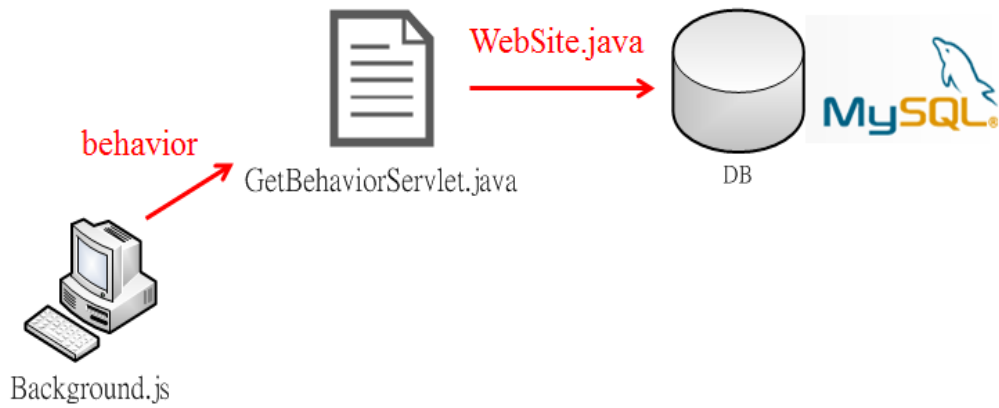 WebSite.java
MySQL®
behavior
GetBehaviorServlet.java
DB
Background.js